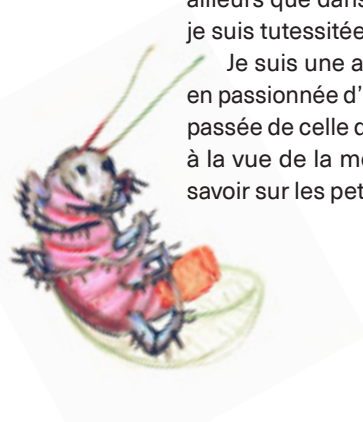 ailleurs que dans
je suis tutessitée
Je suis une a
en passionnée d'
passée de celle d
à la vue de la mo
savoir sur les pet